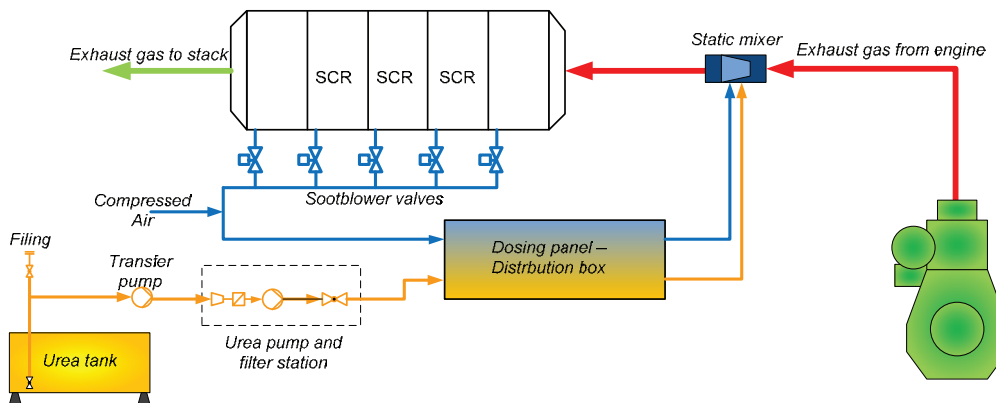 Exhaust gas to stack
SCR
SCR
SCR
Static mixer
Exhaust gas from engine
Sootblower valves
Compressed
Air
Filing
Transfer
pump
Dosing panel –
Distrbution box
Urea pump and
filter station
Urea tank